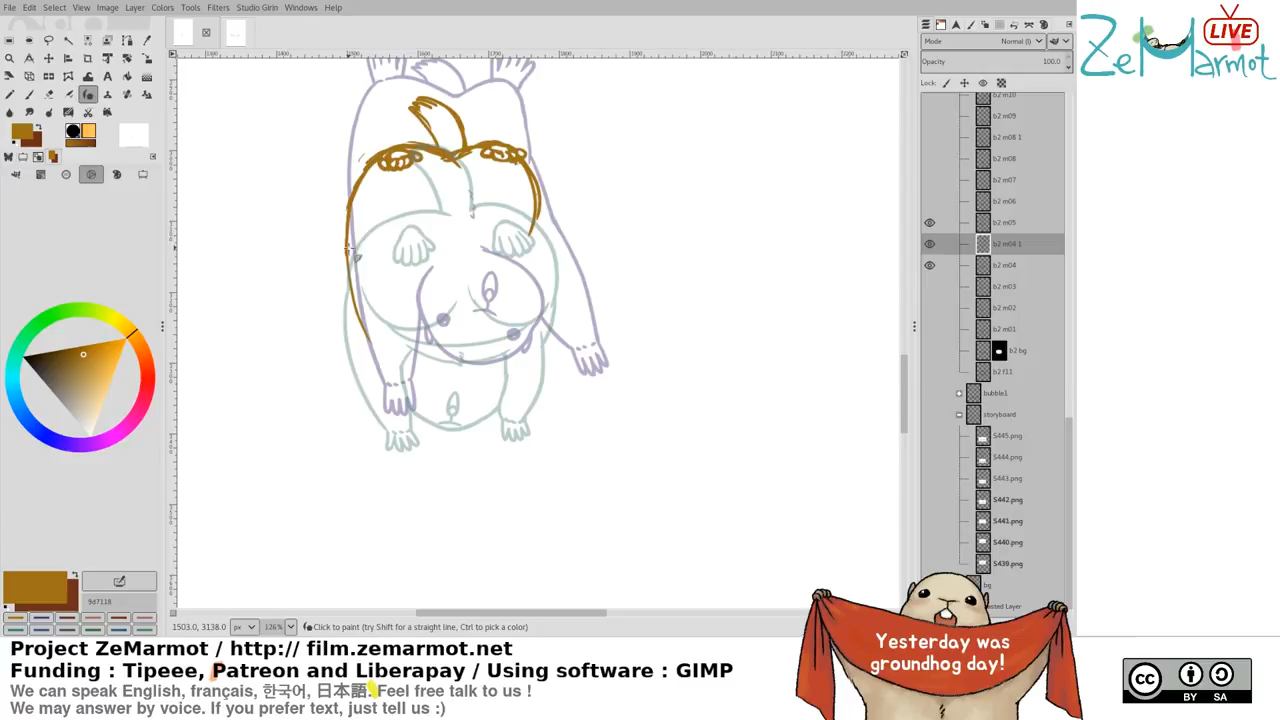 File Edit Select View Image Layer Colors Tools Filters Studio Girin Windows Help
ZeMarmot
LIVE
Mode Normal (l)
Opacity 100.0
Lock:
b2 m10
b2 m09
b2 m08 1
b2 m08
b2 m07
b2 m06
b2 m05
b2 m04 1
b2 m04
b2 m03
b2 m02
b2 m01
b2 bg
b2 f11
bubble1
storyboard
S445.png
S444.png
S443.png
S442.png
S441.png
S440.png
S439.png
bg
9d7118
1503.0, 3138.0 px 126% Click to paint (try Shift for a straight line, Ctrl to pick a color)
Project ZeMarmot / http:// film.zemarmot.net
Funding : Tipeee, Patreon and Liberapay / Using software : GIMP
We can speak English, français, 한국어, 日本語. Feel free talk to us !
We may answer by voice. If you prefer text, just tell us :)
Yesterday was
groundhog day!
cc
BY SA